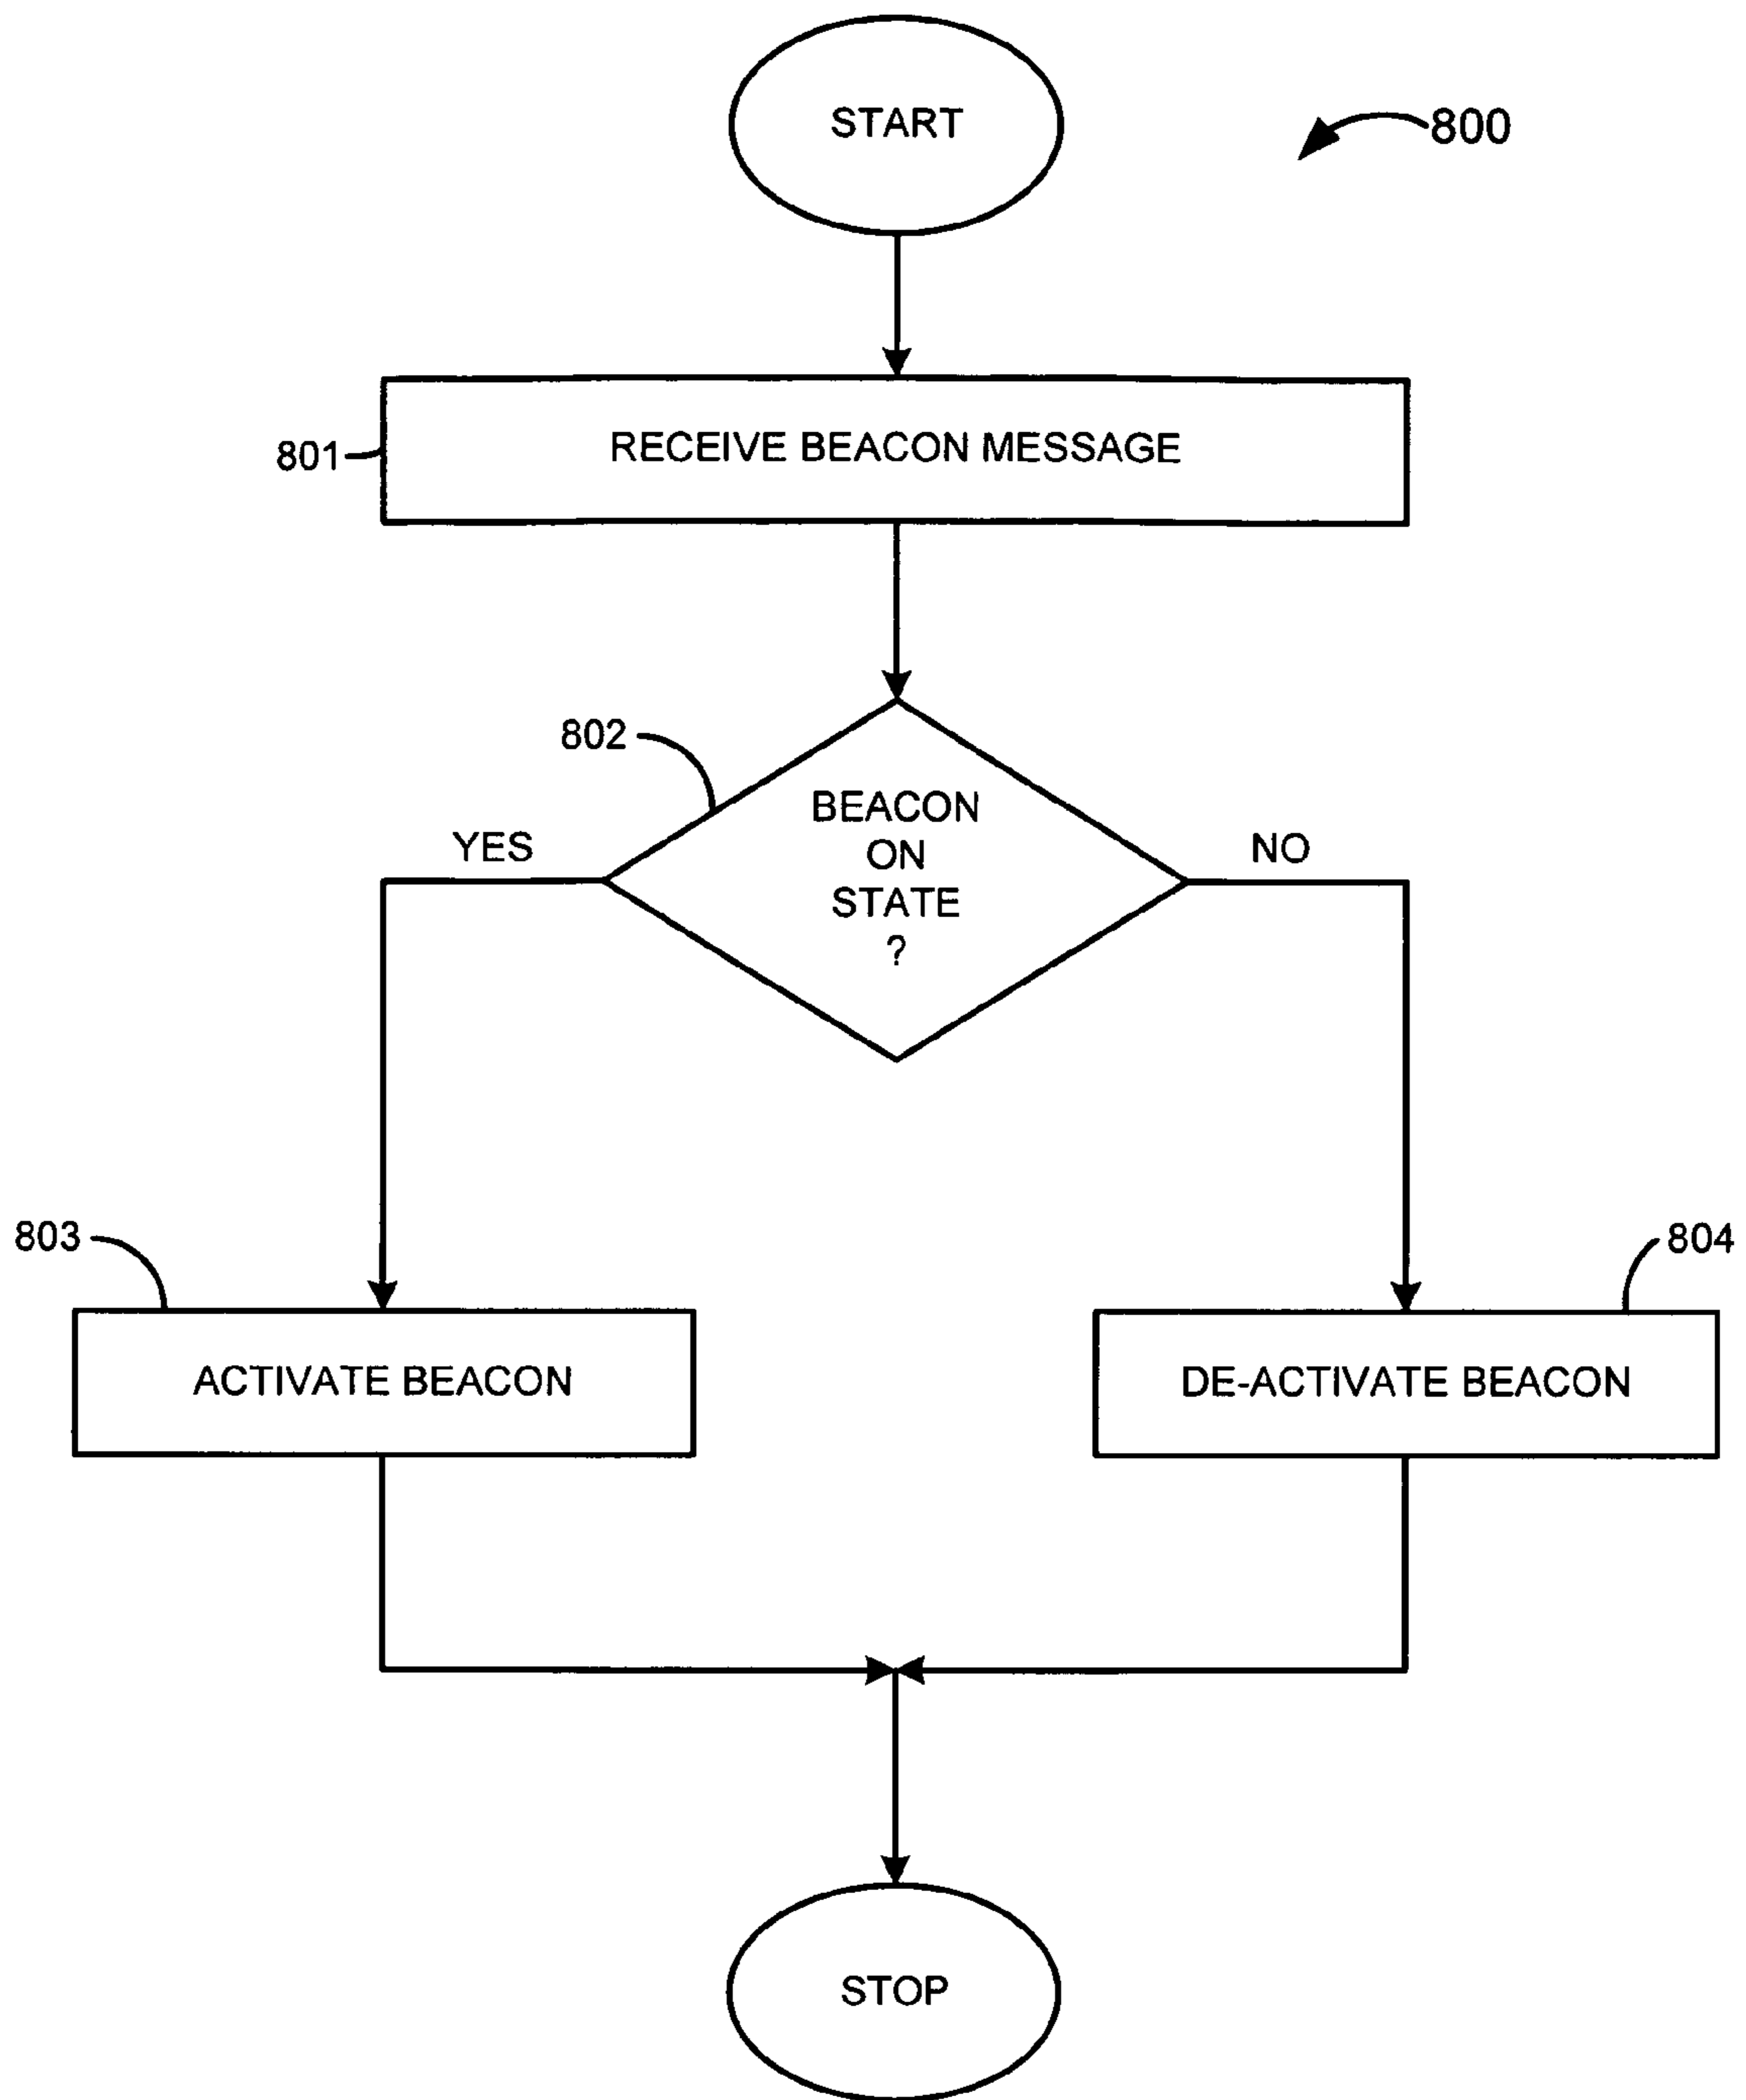 START
800
801
RECEIVE BEACON MESSAGE
802
BEACON
ON
STATE
?
YES
NO
803
804
ACTIVATE BEACON
DE-ACTIVATE BEACON
STOP